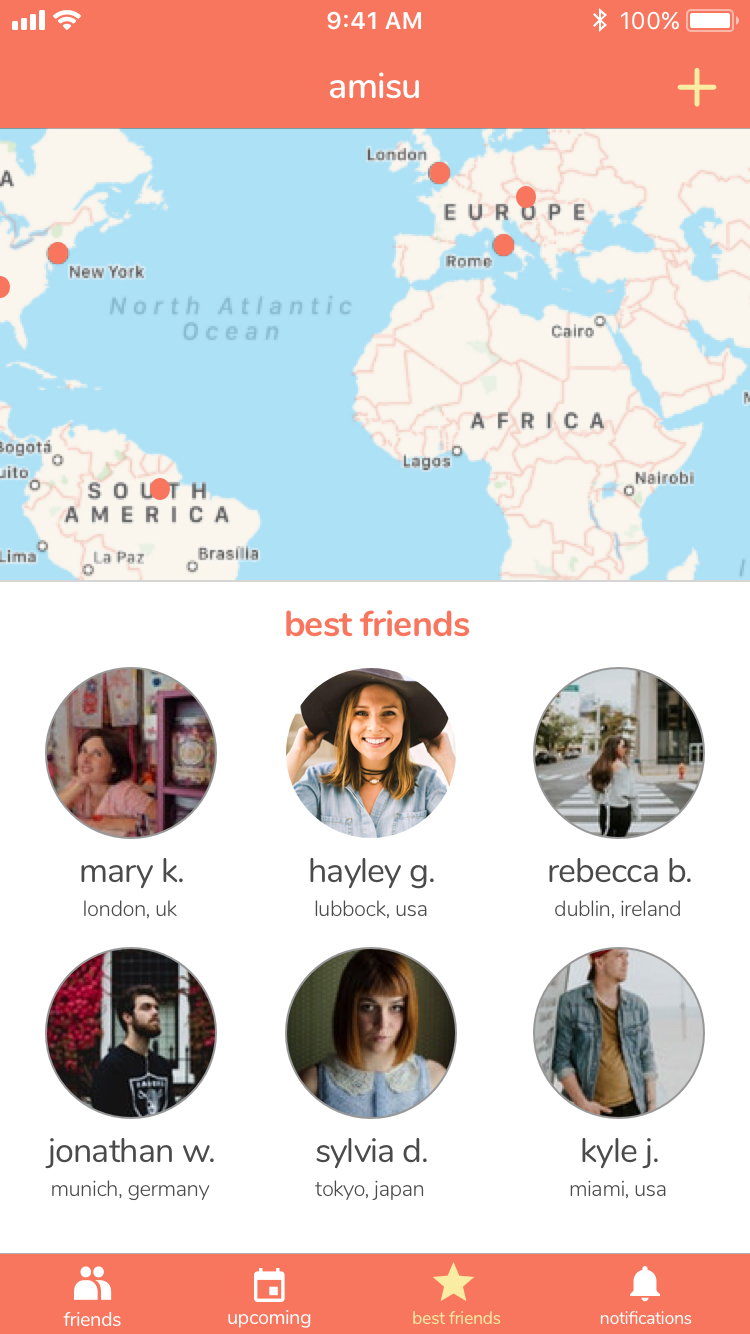 9:41 AM 100%
amisu
London
A
EUROPE
New York
Rome
North Atlantic
Ocean
Cairo
AFRICA
Bogotá
Lagos
uito
Nairobi
SOUTH
AMERICA
Lima
La Paz
Brasília
best friends
mary k. hayley g. rebecca b.
london, uk lubbock, usa dublin, ireland
RAIDERS
jonathan w. sylvia d. kyle j.
munich, germany tokyo, japan miami, usa
friends upcoming best friends notifications